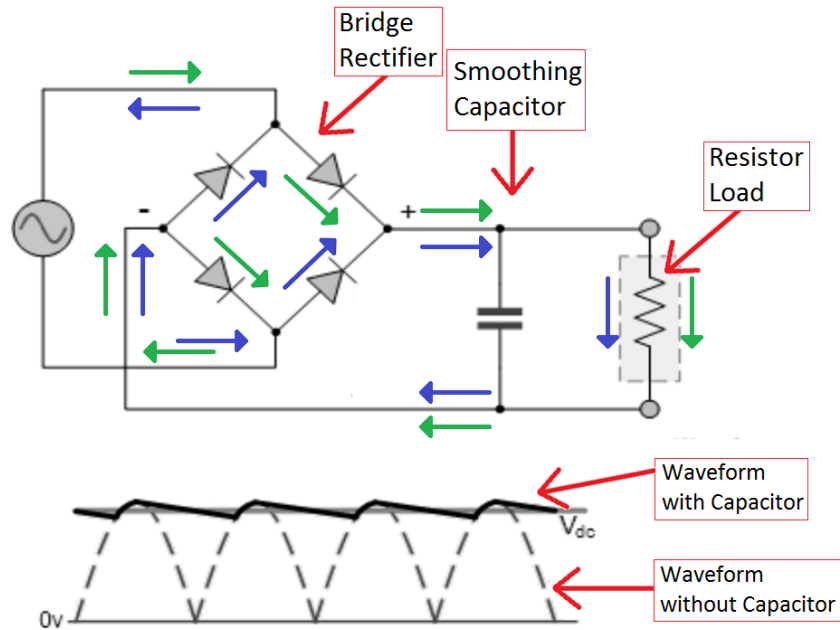 Bridge
Rectifier
Smoothing
Capacitor
Resistor
Load
-
+
Waveform
with Capacitor
Vdc
Waveform
without Capacitor
0v